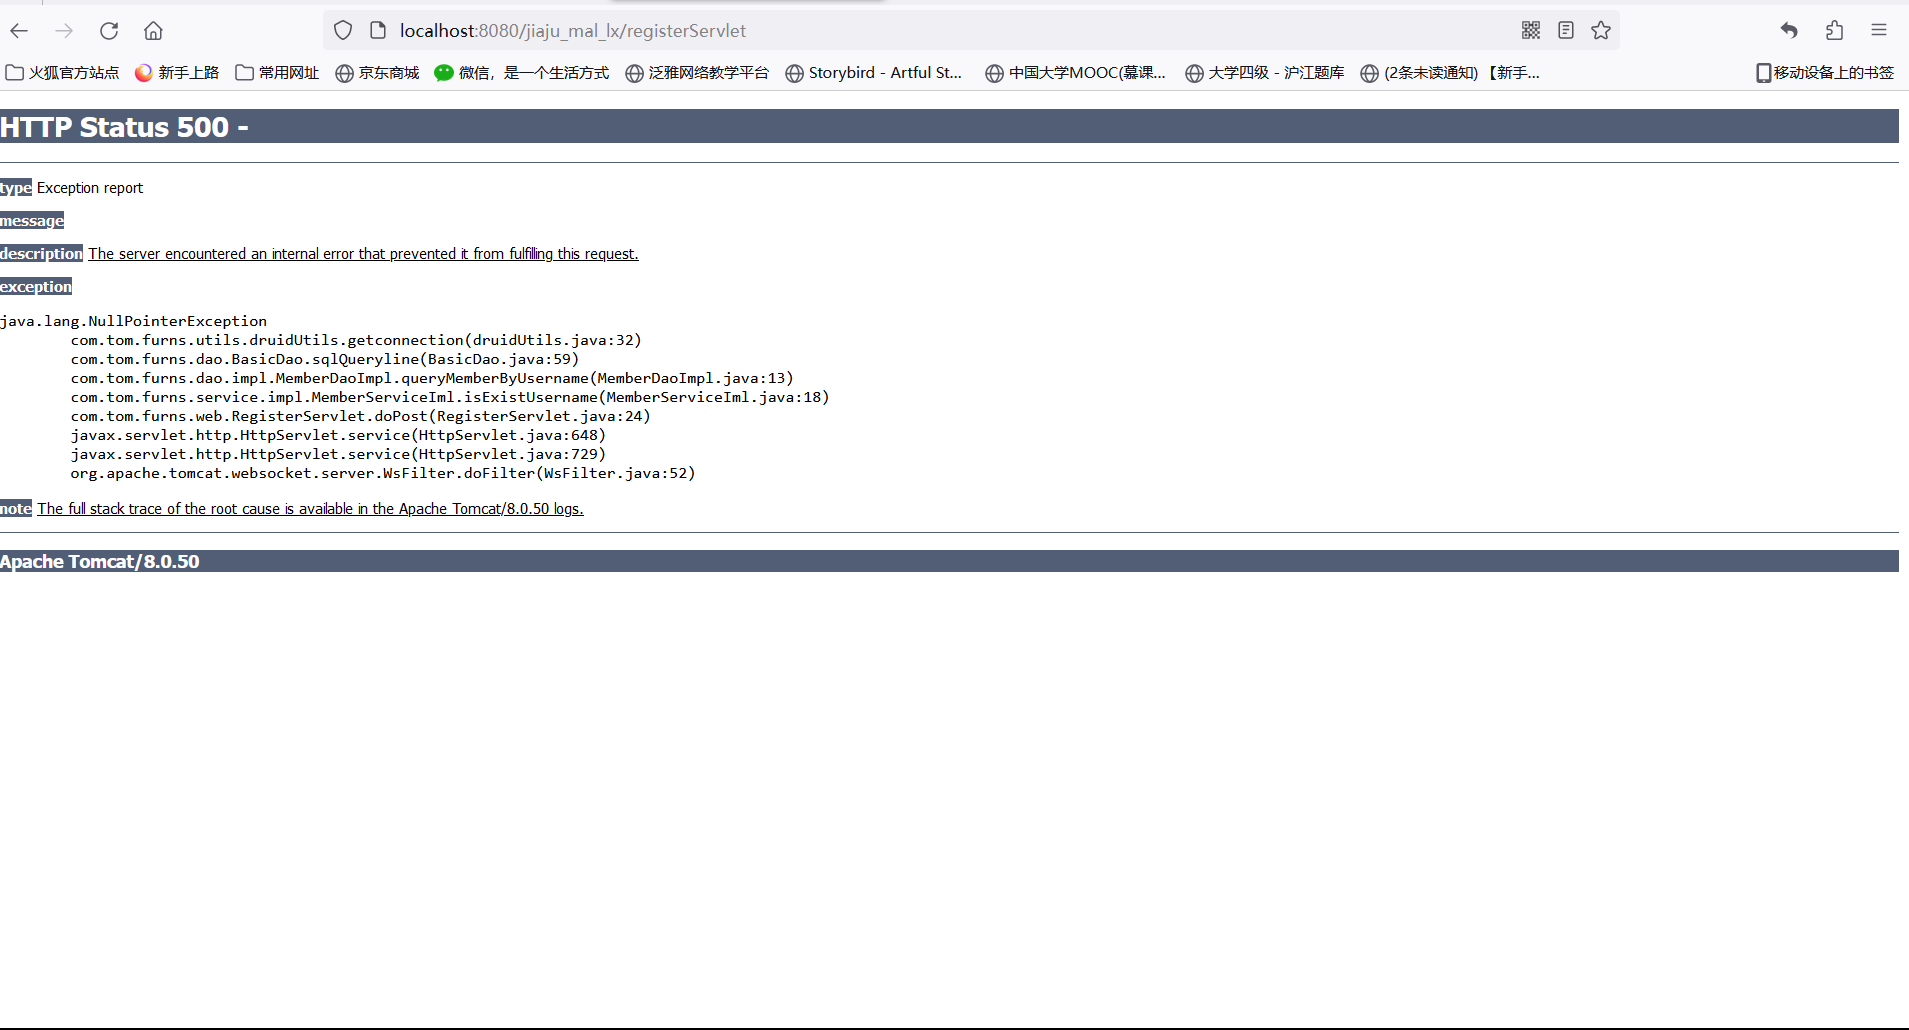 localhost:8080/jiaju_mal_lx/registerServlet
火狐官方站点 新手上路 常用网址 京东商城 微信，是一个生活方式 泛雅网络教学平台 Storybird - Artful St... 中国大学MOOC(慕课... 大学四级 - 沪江题库 (2条未读通知) 【新手... 移动设备上的书签
HTTP Status 500 -
type Exception report
message
description The server encountered an internal error that prevented it from fulfilling this request.
exception
java.lang.NullPointerException
com.tom.furns.utils.druidUtils.getconnection(druidUtils.java:32)
com.tom.furns.dao.BasicDao.sqlQueryline(BasicDao.java:59)
com.tom.furns.dao.impl.MemberDaoImpl.queryMemberByUsername(MemberDaoImpl.java:13)
com.tom.furns.service.impl.MemberServiceIml.isExistUsername(MemberServiceIml.java:18)
com.tom.furns.web.RegisterServlet.doPost(RegisterServlet.java:24)
javax.servlet.http.HttpServlet.service(HttpServlet.java:648)
javax.servlet.http.HttpServlet.service(HttpServlet.java:729)
org.apache.tomcat.websocket.server.WsFilter.doFilter(WsFilter.java:52)
note The full stack trace of the root cause is available in the Apache Tomcat/8.0.50 logs.
Apache Tomcat/8.0.50